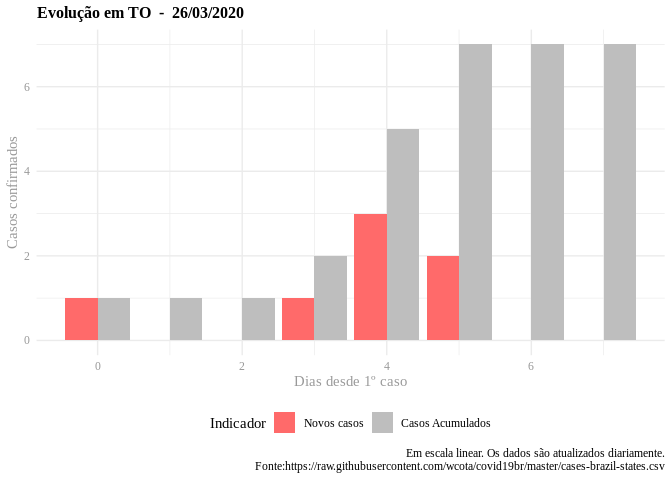 Evolução em TO - 26/03/2020
Casos confirmados
6
4
2
0
0 2 4 6
Dias desde 1º caso
Indicador Novos casos Casos Acumulados
Em escala linear. Os dados são atualizados diariamente.
Fonte:https://raw.githubusercontent.com/wcota/covid19br/master/cases-brazil-states.csv